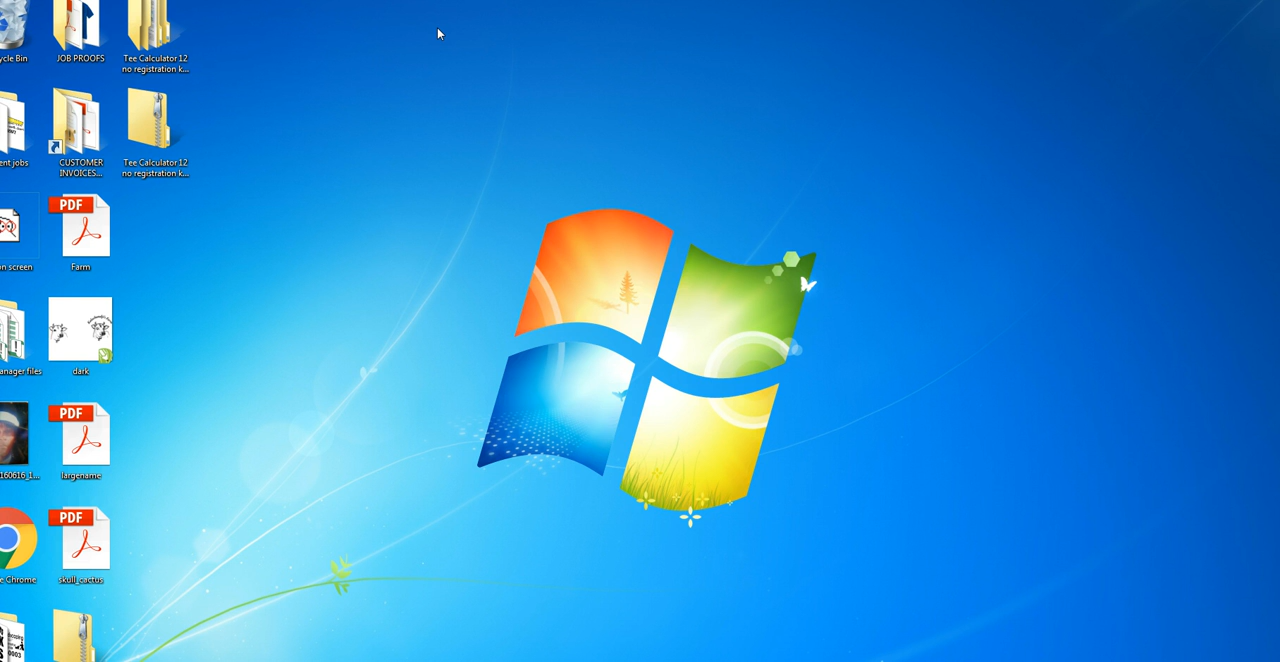 ycle Bin
JOB PROOFS
Tee Calculator 12
no registration k...
ent jobs
CUSTOMER
INVOICES...
Tee Calculator 12
no registration k...
on screen
PDF
Farm
anager files
dark
160616_1...
PDF
largename
e Chrome
PDF
skull_cactus